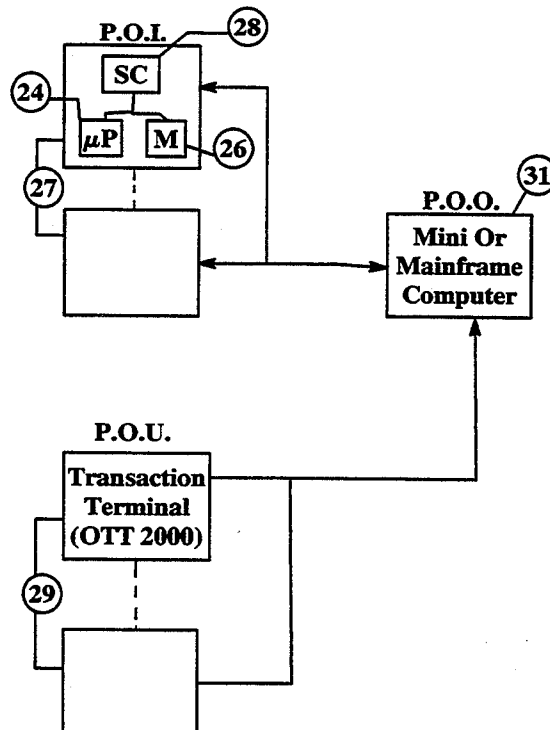 P.O.I.
28
SC
24
μP
M
26
27
31
P.O.O.
Mini Or
Mainframe
Computer
P.O.U.
Transaction
Terminal
(OTT 2000)
29